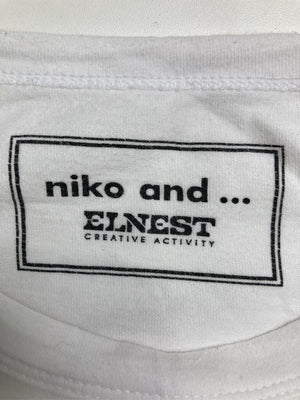 niko and ...
ELNEST
CREATIVE ACTIVITY